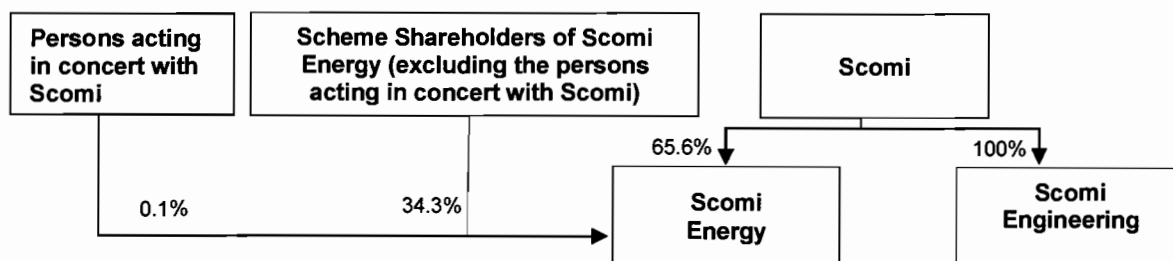 Persons acting
in concert with
Scomi
Scheme Shareholders of Scomi
Energy (excluding the persons
acting in concert with Scomi)
Scomi
65.6%
100%
0.1%
34.3%
Scomi
Energy
Scomi
Engineering